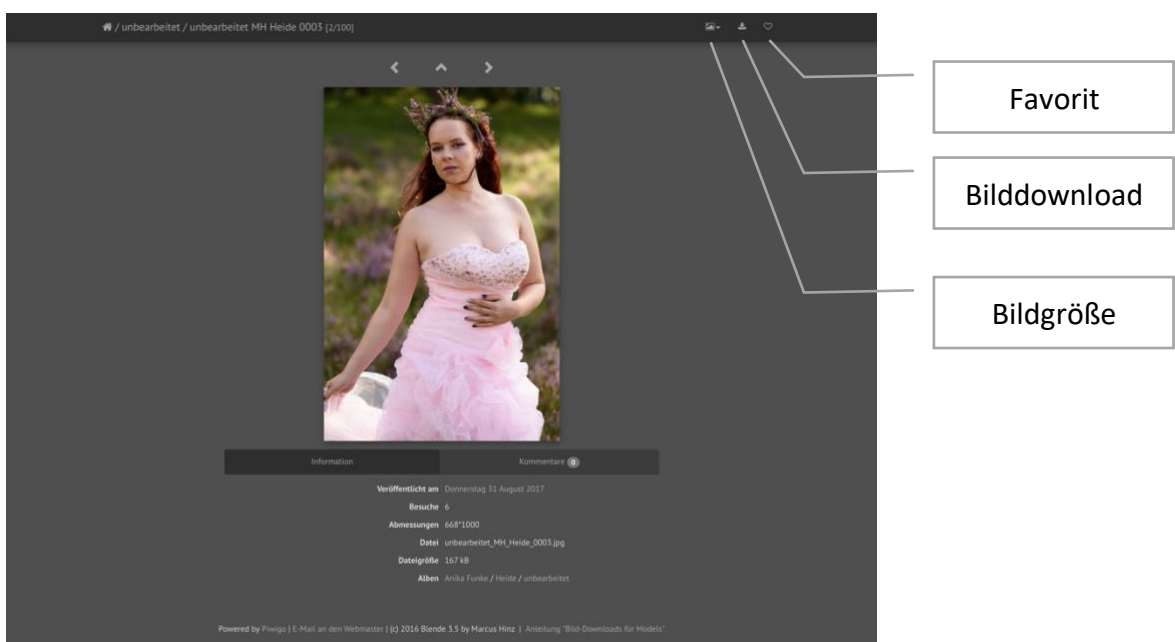 / unbearbeitet / unbearbeitet MH Heide 0003 [2/100]
Favorit
Bilddownload
Bildgröße
Information
Kommentare 0
Veröffentlicht am Donnerstag 31 August 2017
Besuche 6
Abmessungen 668*1000
Datei unbearbeitet_MH_Heide_0003.jpg
Dateigröße 167 kB
Alben Anika Funke / Heide / unbearbeitet
Powered by Piwigo | E-Mail an den Webmaster | (c) 2016 Blende 3.5 by Marcus Hinz | Anleitung "Bild-Downloads für Models"